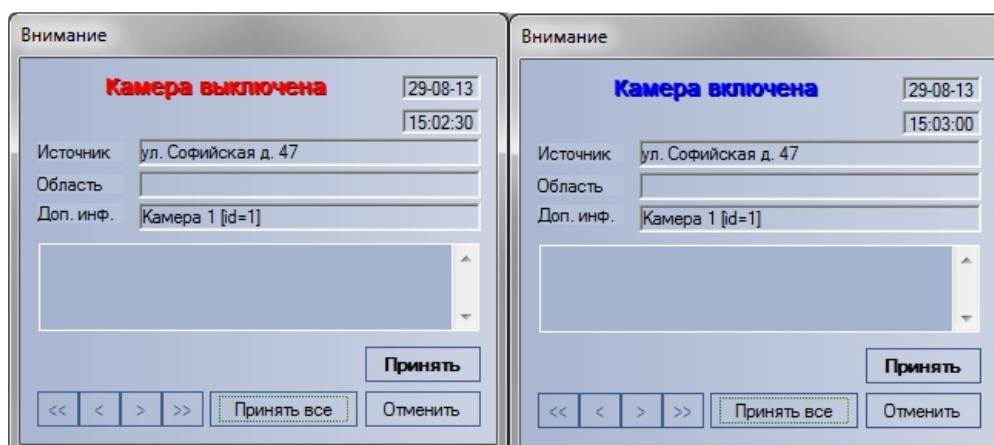 Внимание
Камера выключена
29-08-13
15:02:30
Источник ул. Софийская д. 47
Область
Доп. инф. Камера 1 [id=1]
Принять
<< < > >> Принять все Отменить
Внимание
Камера включена
29-08-13
15:03:00
Источник ул. Софийская д. 47
Область
Доп. инф. Камера 1 [id=1]
Принять
<< < > >> Принять все Отменить